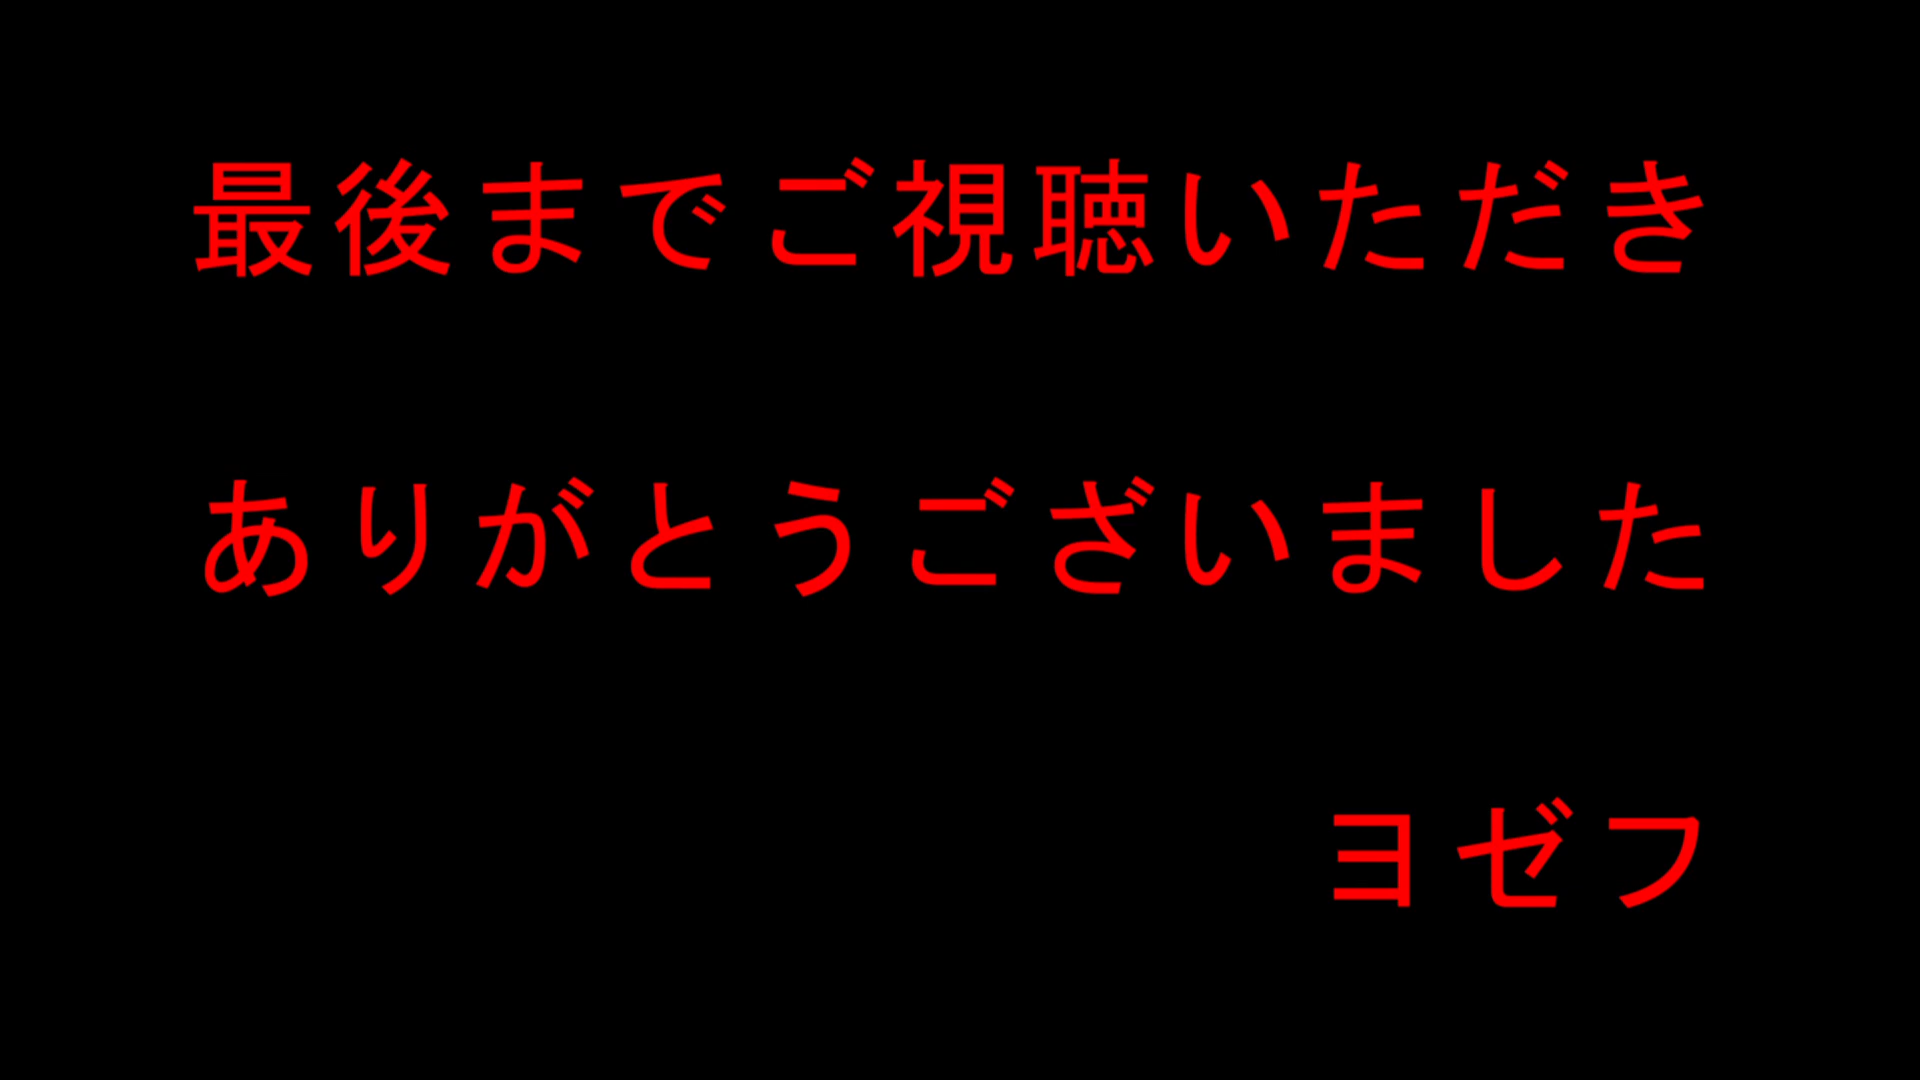 最後までご視聴いただき
ありがとうございました
ヨゼフ